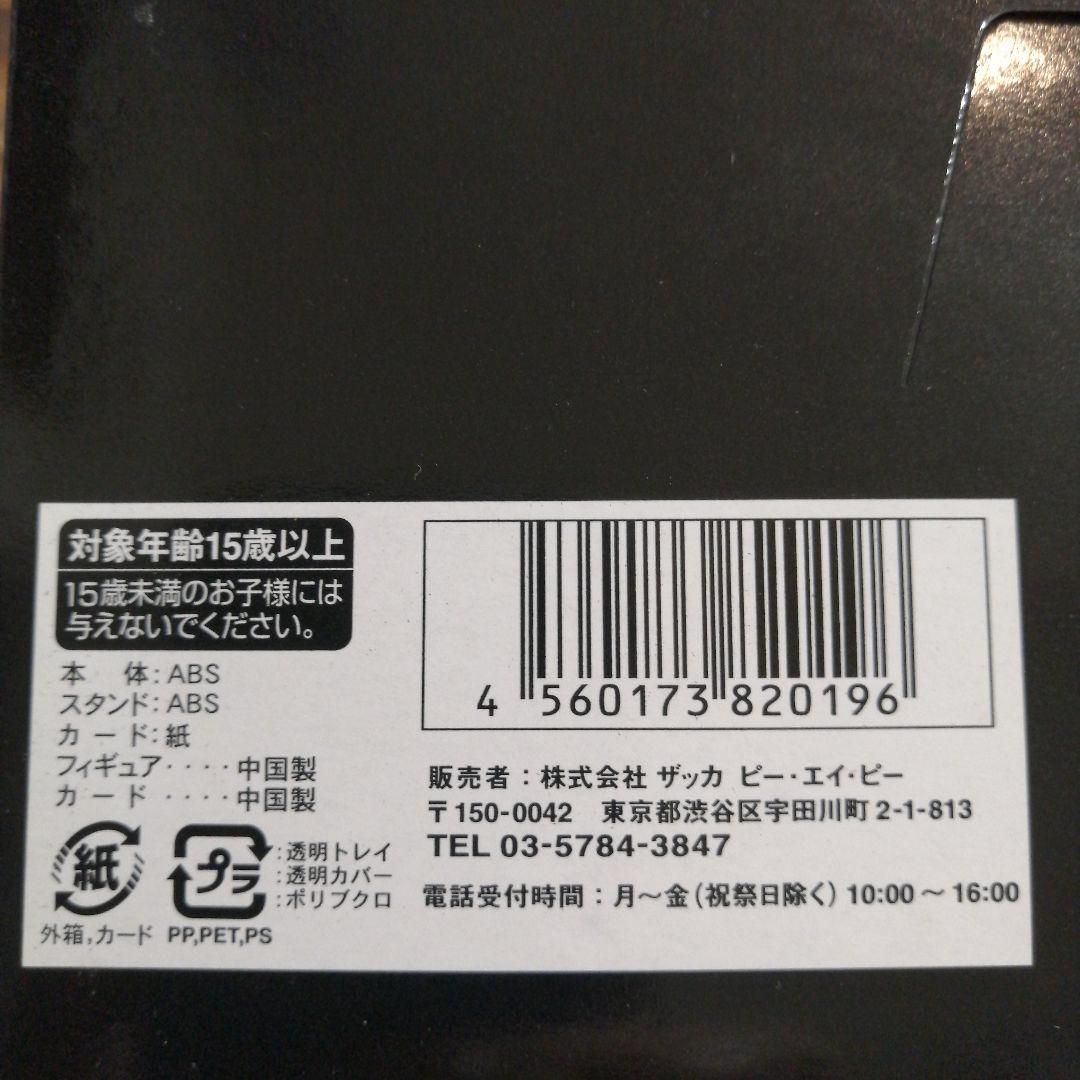 対象年齢15歳以上
15歳未満のお子様には
与えないでください。
本 体:ABS
スタンド:ABS
カード:紙
フィギュア････中国製
カード ････中国製
紙
外箱,カード
プラ
:透明トレイ
:透明カバー
:ポリブクロ
PP,PET,PS
4 560173 820196
販売者:株式会社 ザッカ ピー・エイ・ピー
〒150-0042 東京都渋谷区宇田川町2-1-813
TEL 03-5784-3847
電話受付時間:月〜金(祝祭日除く)10:00〜16:00